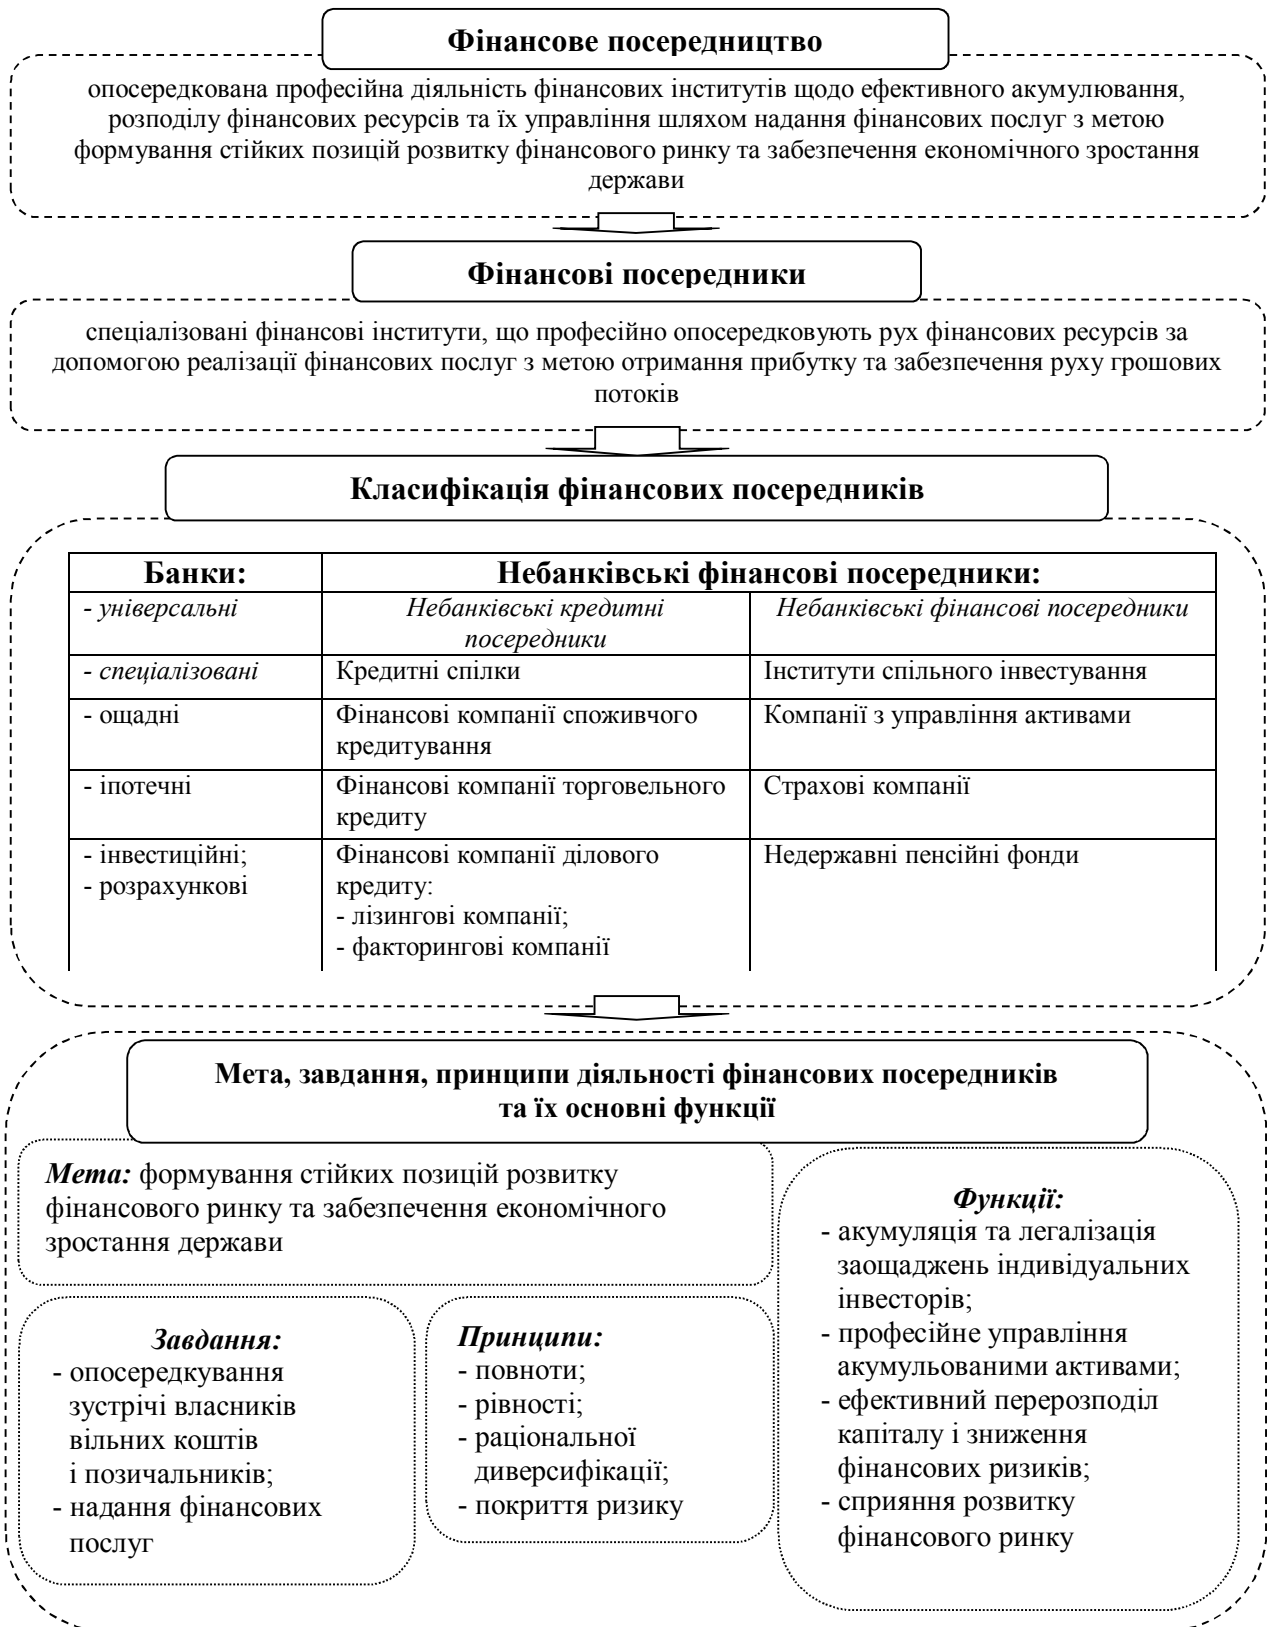 Фінансове посередництво
опосередкована професійна діяльність фінансових інститутів щодо ефективного акумулювання,
розподілу фінансових ресурсів та їх управління шляхом надання фінансових послуг з метою
формування стійких позицій розвитку фінансового ринку та забезпечення економічного зростання
держави
Фінансові посередники
спеціалізовані фінансові інститути, що професійно опосередковують рух фінансових ресурсів за
допомогою реалізації фінансових послуг з метою отримання прибутку та забезпечення руху грошових
потоків
Класифікація фінансових посередників
Банки:
Небанківські фінансові посередники:
- універсальні
Небанківські кредитні
посередники
Небанківські фінансові посередники
- спеціалізовані
Кредитні спілки
Інститути спільного інвестування
- ощадні
Фінансові компанії споживчого
кредитування
Компанії з управління активами
- іпотечні
Фінансові компанії торговельного
кредиту
Страхові компанії
- інвестиційні;
- розрахункові
Фінансові компанії ділового
кредиту:
- лізингові компанії;
- факторингові компанії
Недержавні пенсійні фонди
Мета, завдання, принципи діяльності фінансових посередників
та їх основні функції
Мета: формування стійких позицій розвитку
фінансового ринку та забезпечення економічного
зростання держави
Завдання:
- опосередкування
зустрічі власників
вільних коштів
і позичальників;
- надання фінансових
послуг
Принципи:
- повноти;
- рівності;
- раціональної
диверсифікації;
- покриття ризику
Функції:
- акумуляція та легалізація
заощаджень індивідуальних
інвесторів;
- професійне управління
акумульованими активами;
- ефективний перерозподіл
капіталу і зниження
фінансових ризиків;
- сприяння розвитку
фінансового ринку